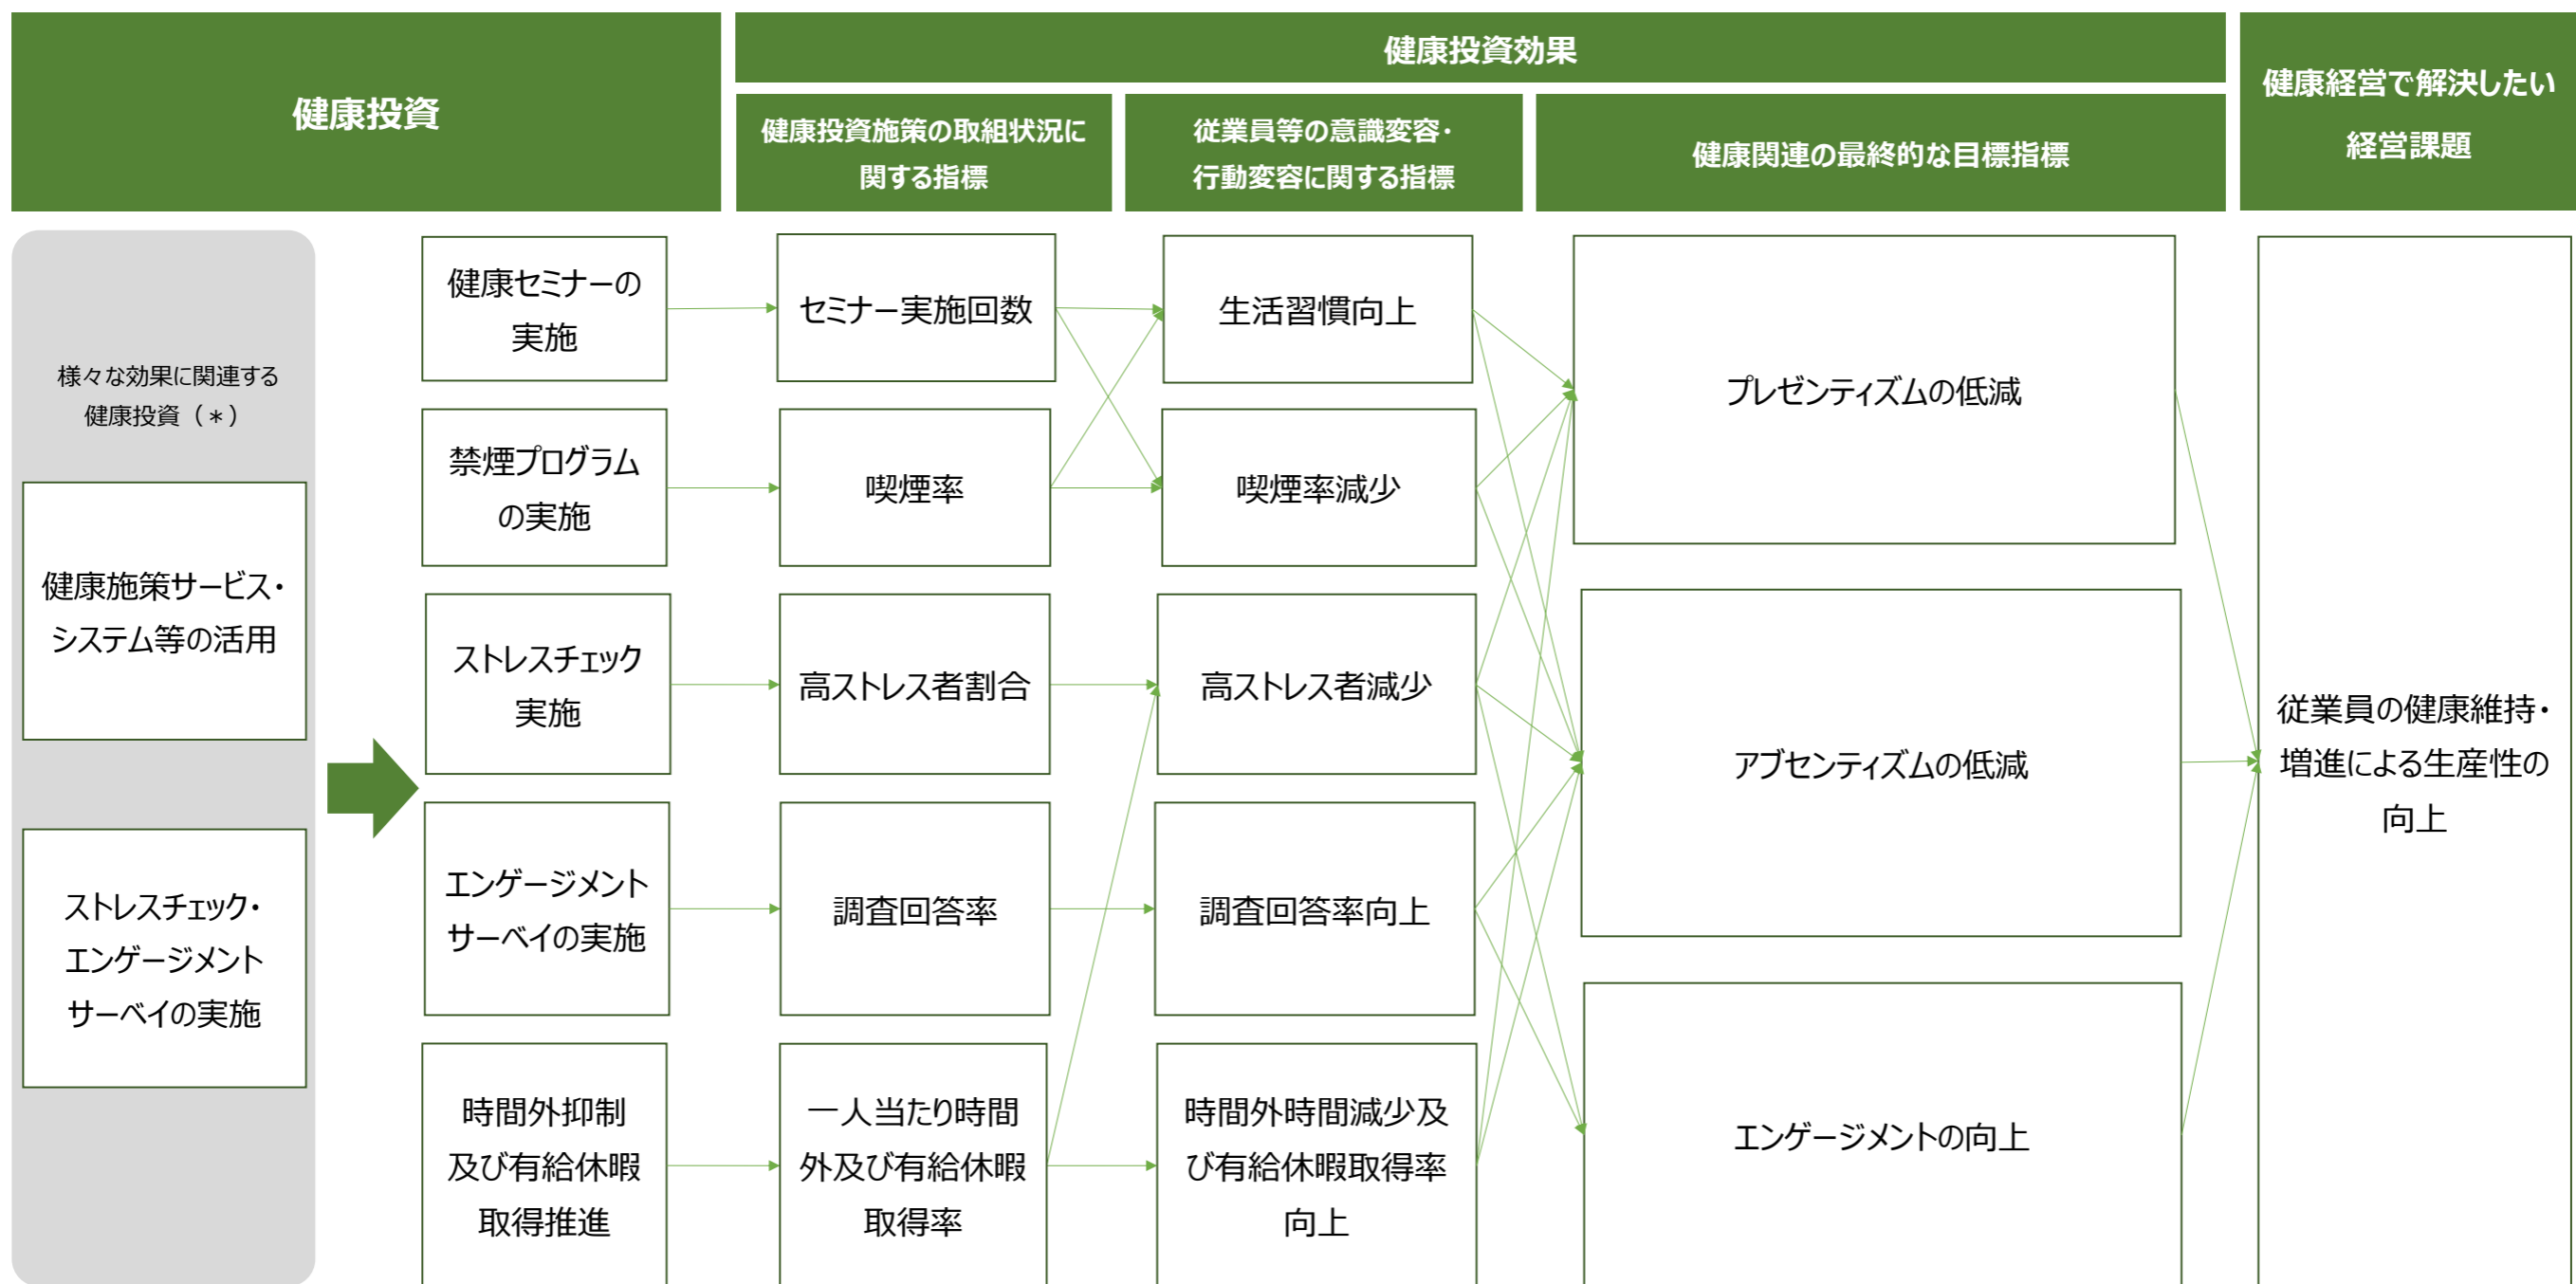 健康投資
健康投資効果
健康投資施策の取組状況に
関する指標
従業員等の意識変容・
行動変容に関する指標
健康関連の最終的な目標指標
健康経営で解決したい
経営課題
様々な効果に関連する
健康投資（＊）
健康施策サービス・
システム等の活用
ストレスチェック・
エンゲージメント
サーベイの実施
健康セミナーの
実施
セミナー実施回数
生活習慣向上
禁煙プログラム
の実施
喫煙率
喫煙率減少
ストレスチェック
実施
高ストレス者割合
高ストレス者減少
エンゲージメント
サーベイの実施
調査回答率
調査回答率向上
時間外抑制
及び有給休暇
取得推進
一人当たり時間
外及び有給休暇
取得率
時間外時間減少及
び有給休暇取得率
向上
プレゼンティズムの低減
アブセンティズムの低減
エンゲージメントの向上
従業員の健康維持・
増進による生産性の
向上